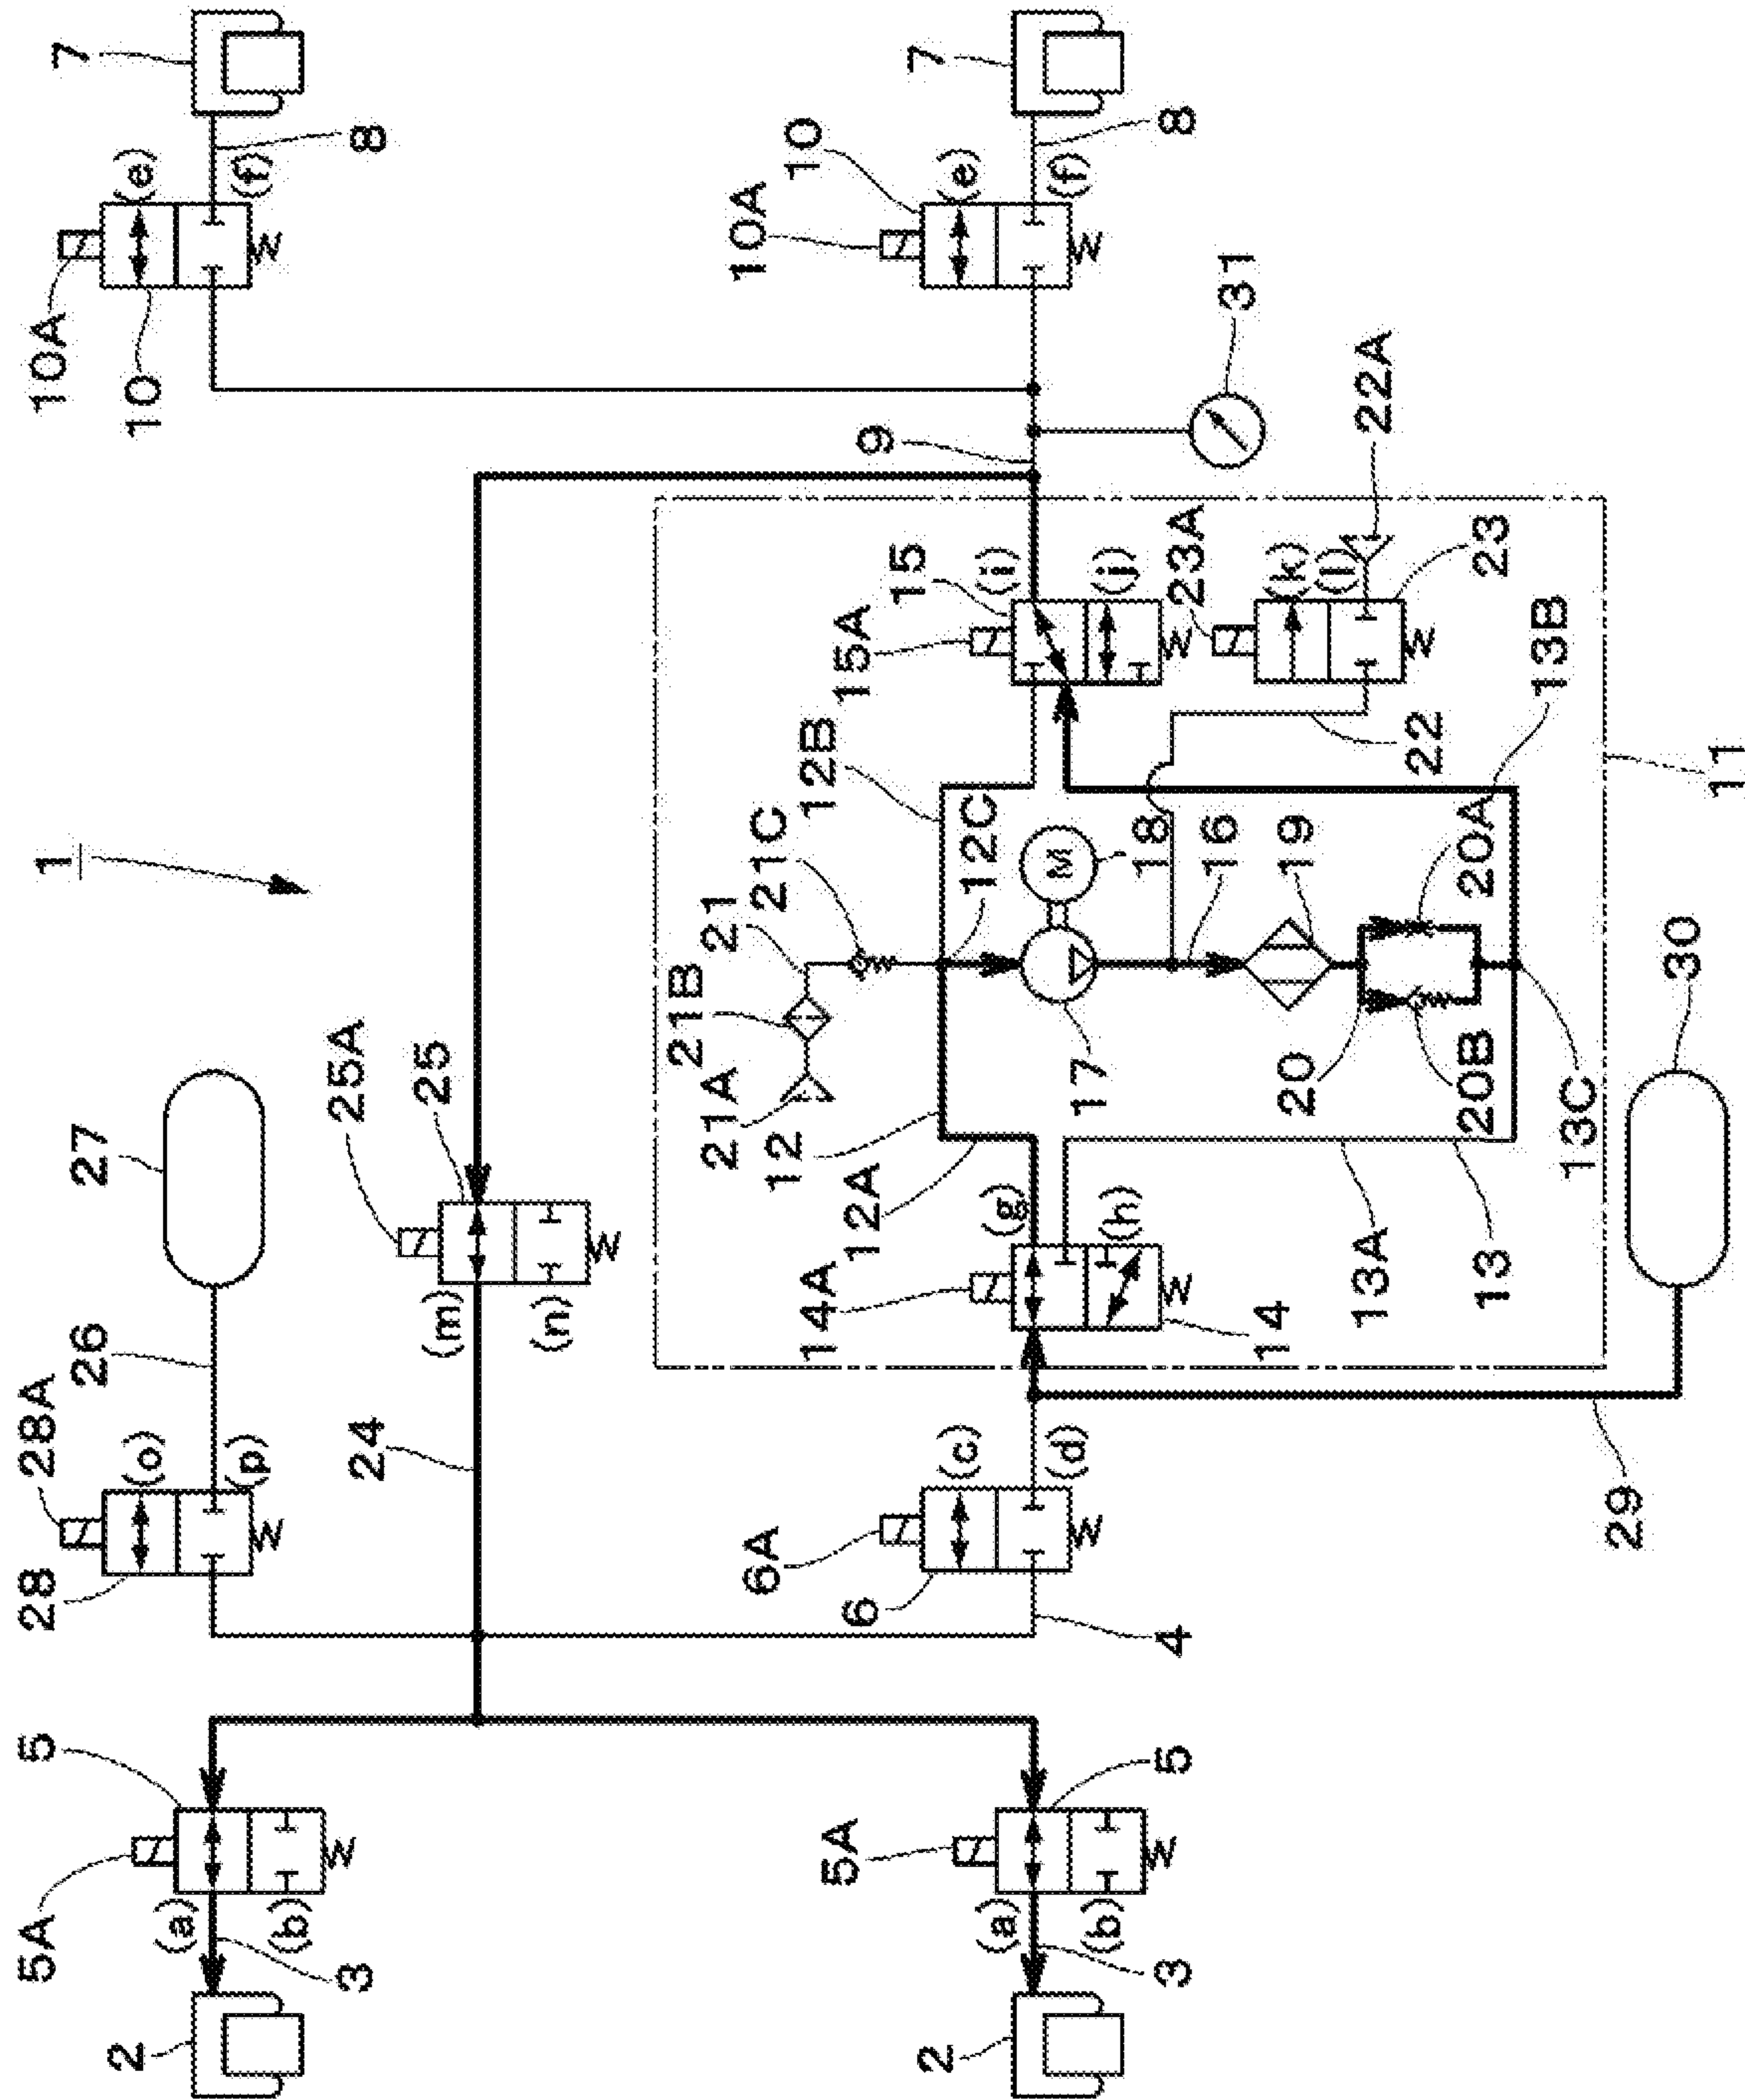 1
7
10A
(e)
(f)
8
10
7
10A
10
(e)
(f)
8
31
9
22A
23A
15
(i)
(j)
(k)
(l)
23
15A
13B
12B
22
11
12C
18
16
19
20A
21C
21
21B
21A
12
12A
17
20
20B
13C
30
25A
25
(g)
(h)
13A
13
14A
14
27
26
28A
(o)
(p)
28
(m)
(n)
24
6A
(c)
(d)
6
4
29
5
5A
(a)
(b)
3
2
5
5A
(a)
(b)
3
2
M